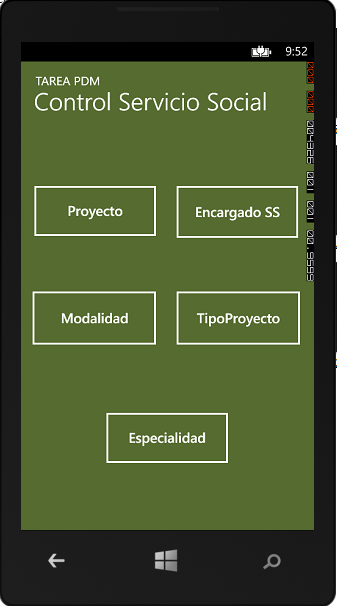 9:52
TAREA PDM
Control Servicio Social
Proyecto
Encargado SS
Modalidad
TipoProyecto
Especialidad